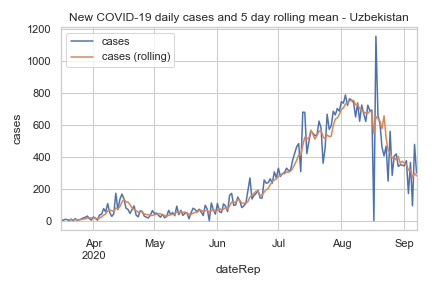 New COVID-19 daily cases and 5 day rolling mean - Uzbekistan
cases
cases (rolling)
1200
1000
800
600
400
200
0
cases
Apr
2020
May
Jun
Jul
Aug
Sep
dateRep